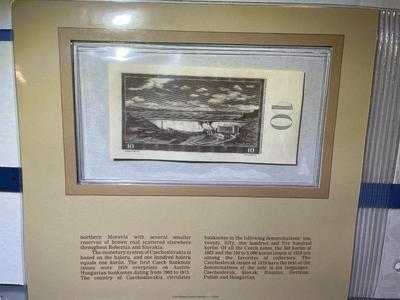 10
10
10
northern Moravia with several smaller
reserves of brown coal scattered elsewhere
throughout Bohemia and Slovakia.
The monetary system of Czechoslovakia is
based on the haleru, and one hundred haleru
equals one korun. The first Czech banknote
issues were 1919 overprints on Austro-
Hungarian banknotes dating from 1902 to 1913.
The country of Czechoslovakia circulates
banknotes in the following denominations: ten,
twenty, fifty, one hundred and five hundred
korun. Of all the Czech notes, the 500 korun of
1923 and the 100 to 5,000 korun issues of 1919 are
among the favorites of collectors. The
Czechoslovak issues of 1919 have the text of the
denominations of the note in six languages:
Czechoslovak, Slovak, Russian, German,
Polish and Hungarian.